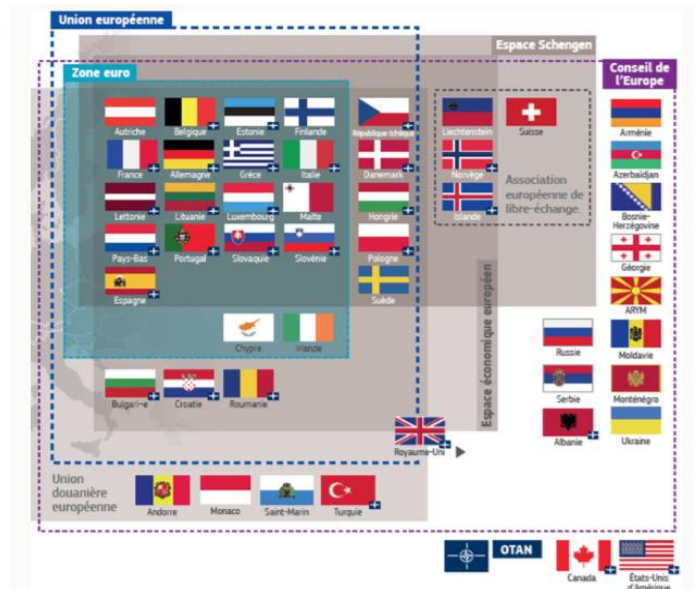 Union européenne
Espace Schengen
Zone euro
Conseil de
l'Europe
Autriche Belgique Estonie Finlande République tchèque Liechtenstein Suisse Arménie
France Allemagne Grèce Italie Danemark Norvège Azerbaïdjan
Association
européenne de
libre-échange.
Lettonie Lituanie Luxembourg Malte Hongrie Islande Bosnie-
Herzégovine
Pays-Bas Portugal Slovaquie Slovénie Pologne Géorgie
Espagne Suède ARYM
Chypre Irlande
Espace économique européen
Russie Moldavie
Bulgari-e Croatie Roumanie Serbie Monténégro
Royaume-Uni Albanie Ukraine
Union
douanière
européenne
Andorre Monaco Saint-Marin Turquie
OTAN
Canada États-Unis
d'Amérique